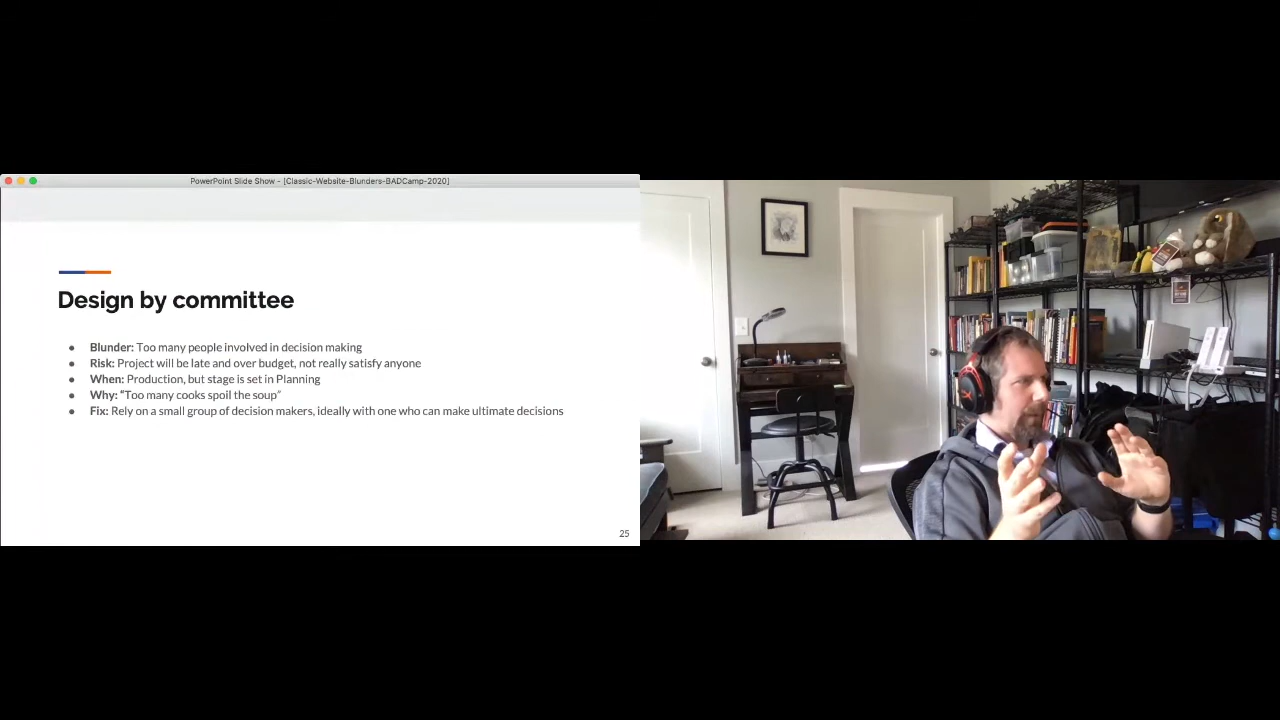 PowerPoint Slide Show - [Classic-Website-Blunders-BADCamp-2020]
Design by committee
● Blunder: Too many people involved in decision making
● Risk: Project will be late and over budget, not really satisfy anyone
● When: Production, but stage is set in Planning
● Why: “Too many cooks spoil the soup”
● Fix: Rely on a small group of decision makers, ideally with one who can make ultimate decisions
25